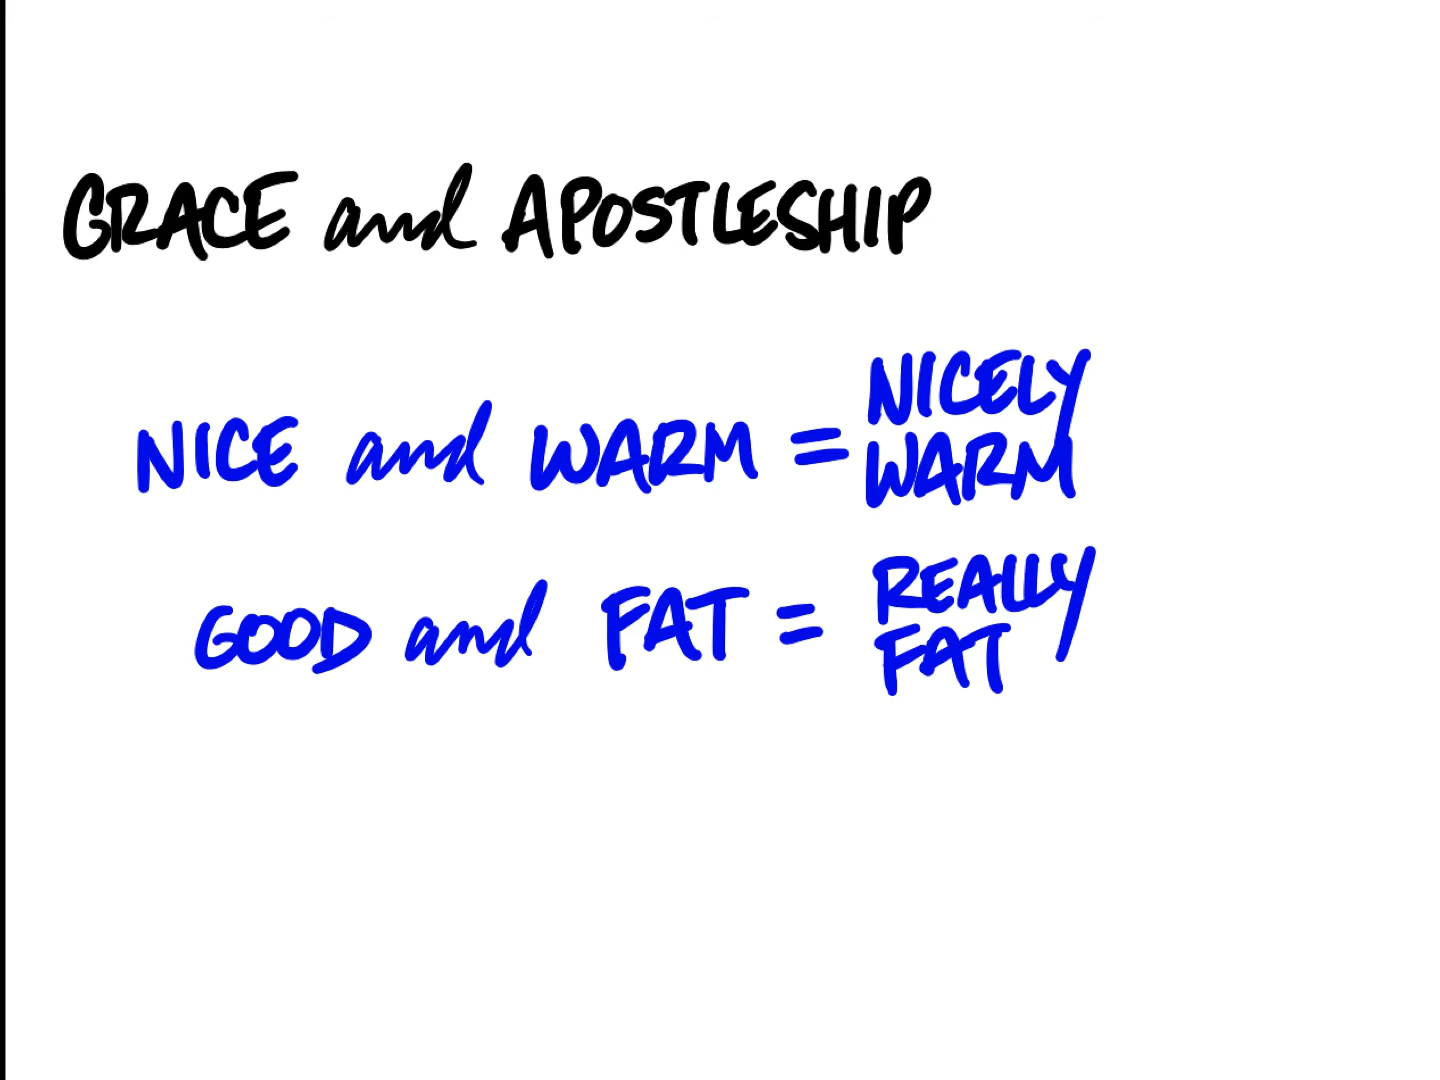 GRACE and APOSTLESHIP
NICE and WARM = NICELY
WARM
GOOD and FAT = REALLY
FAT